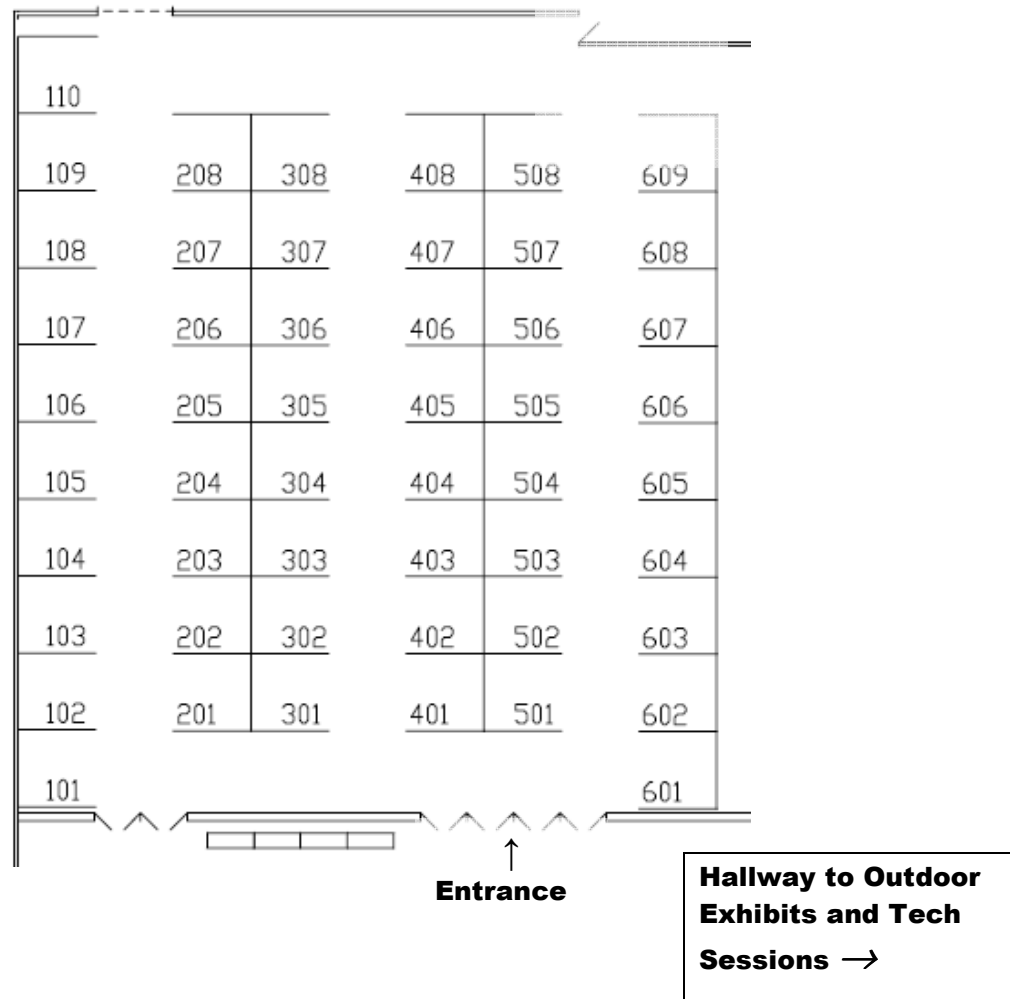 110
109 208 308 408 508 609
108 207 307 407 507 608
107 206 306 406 506 607
106 205 305 405 505 606
105 204 304 404 504 605
104 203 303 403 503 604
103 202 302 402 502 603
102 201 301 401 501 602
101 601
↑
Entrance
Hallway to Outdoor
Exhibits and Tech
Sessions →